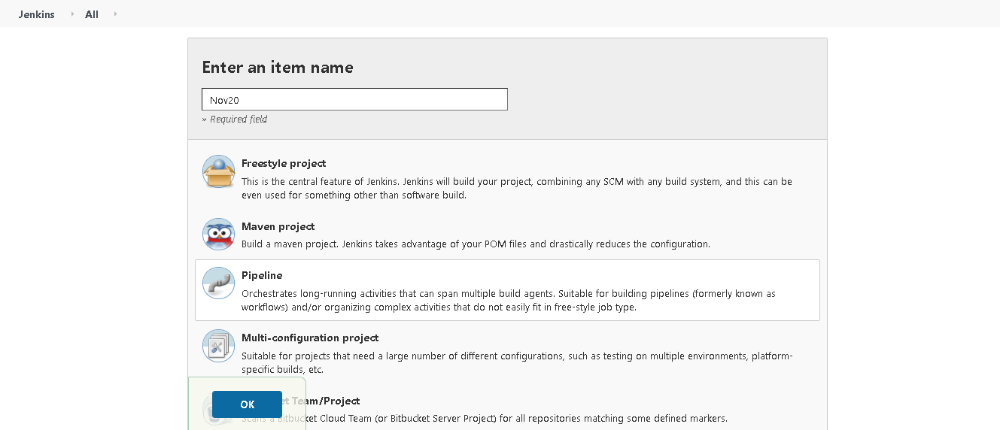 Jenkins All
Enter an item name
Nov20
» Required field
Freestyle project
This is the central feature of Jenkins. Jenkins will build your project, combining any SCM with any build system, and this can be
even used for something other than software build.
Maven project
Build a maven project. Jenkins takes advantage of your POM files and drastically reduces the configuration.
Pipeline
Orchestrates long-running activities that can span multiple build agents. Suitable for building pipelines (formerly known as
workflows) and/or organizing complex activities that do not easily fit in free-style job type.
Multi-configuration project
Suitable for projects that need a large number of different configurations, such as testing on multiple environments, platform-
specific builds, etc.
Team/Project
OK
Scans a Bitbucket Cloud Team (or Bitbucket Server Project) for all repositories matching some defined markers.